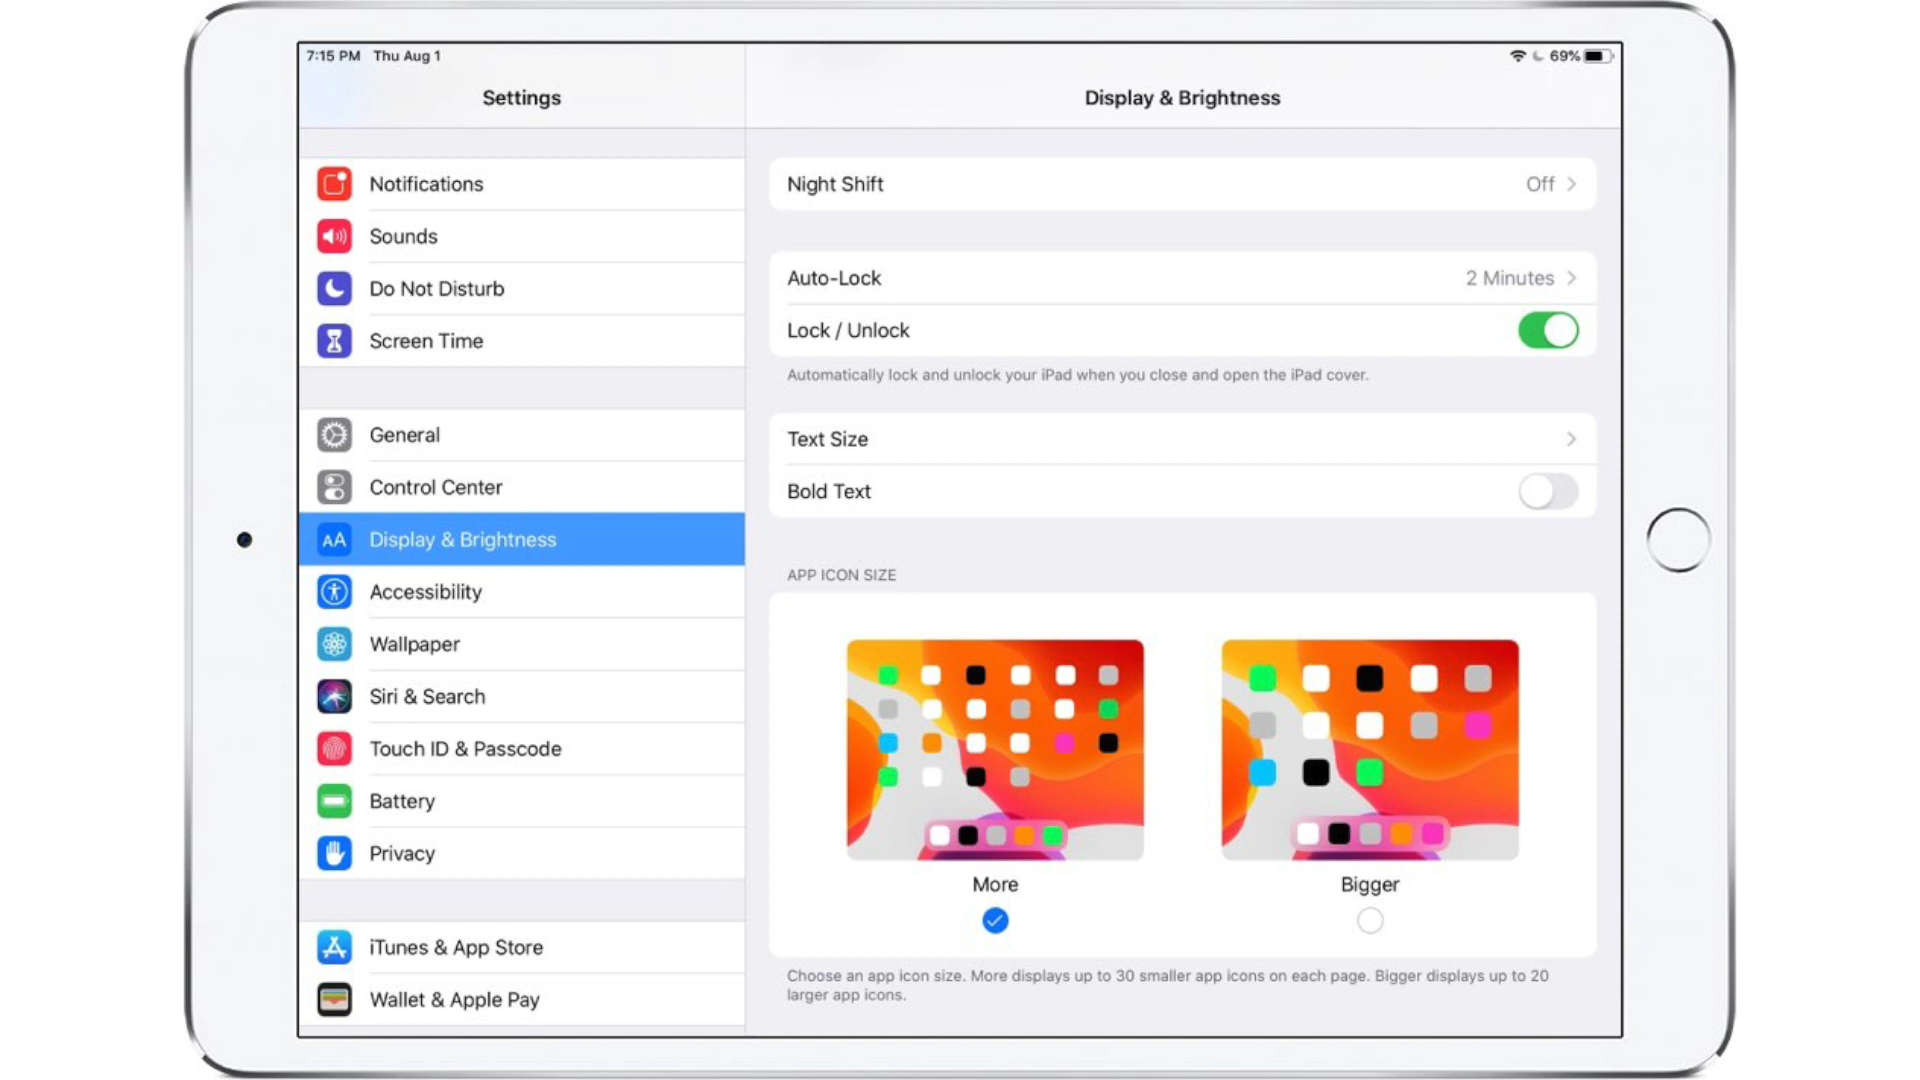 7:15 PM Thu Aug 1
69%
Settings
Display & Brightness
Notifications
Sounds
Do Not Disturb
Screen Time
General
Control Center
AA Display & Brightness
Accessibility
Wallpaper
Siri & Search
Touch ID & Passcode
Battery
Privacy
iTunes & App Store
Wallet & Apple Pay
Night Shift Off
Auto-Lock 2 Minutes
Lock / Unlock
Automatically lock and unlock your iPad when you close and open the iPad cover.
Text Size
Bold Text
APP ICON SIZE
More
Bigger
Choose an app icon size. More displays up to 30 smaller app icons on each page. Bigger displays up to 20
larger app icons.